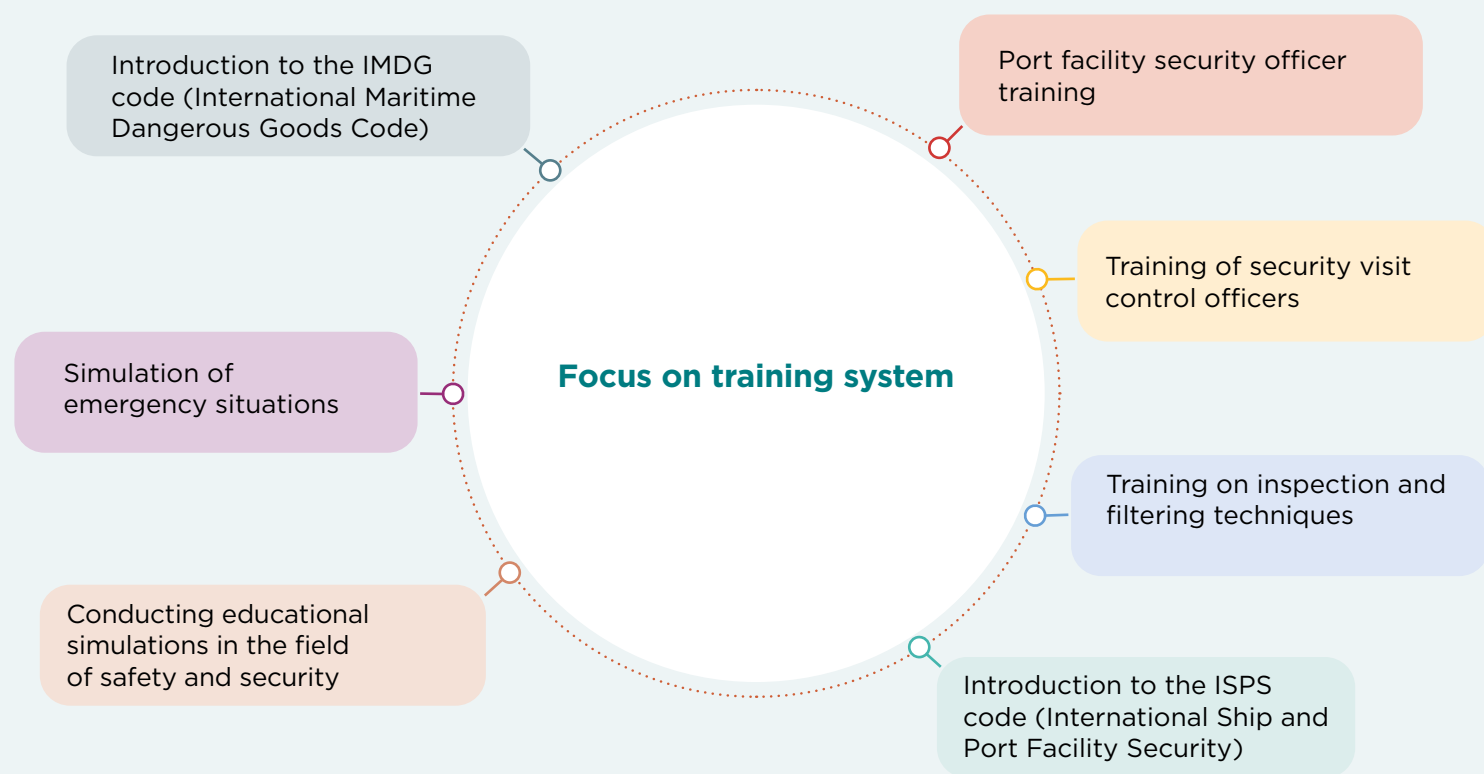 Focus on training system
Port facility security officer
training
Training of security visit
control officers
Training on inspection and
filtering techniques
Introduction to the ISPS
code (International Ship and
Port Facility Security)
Conducting educational
simulations in the field
of safety and security
Simulation of
emergency situations
Introduction to the IMDG
code (International Maritime
Dangerous Goods Code)